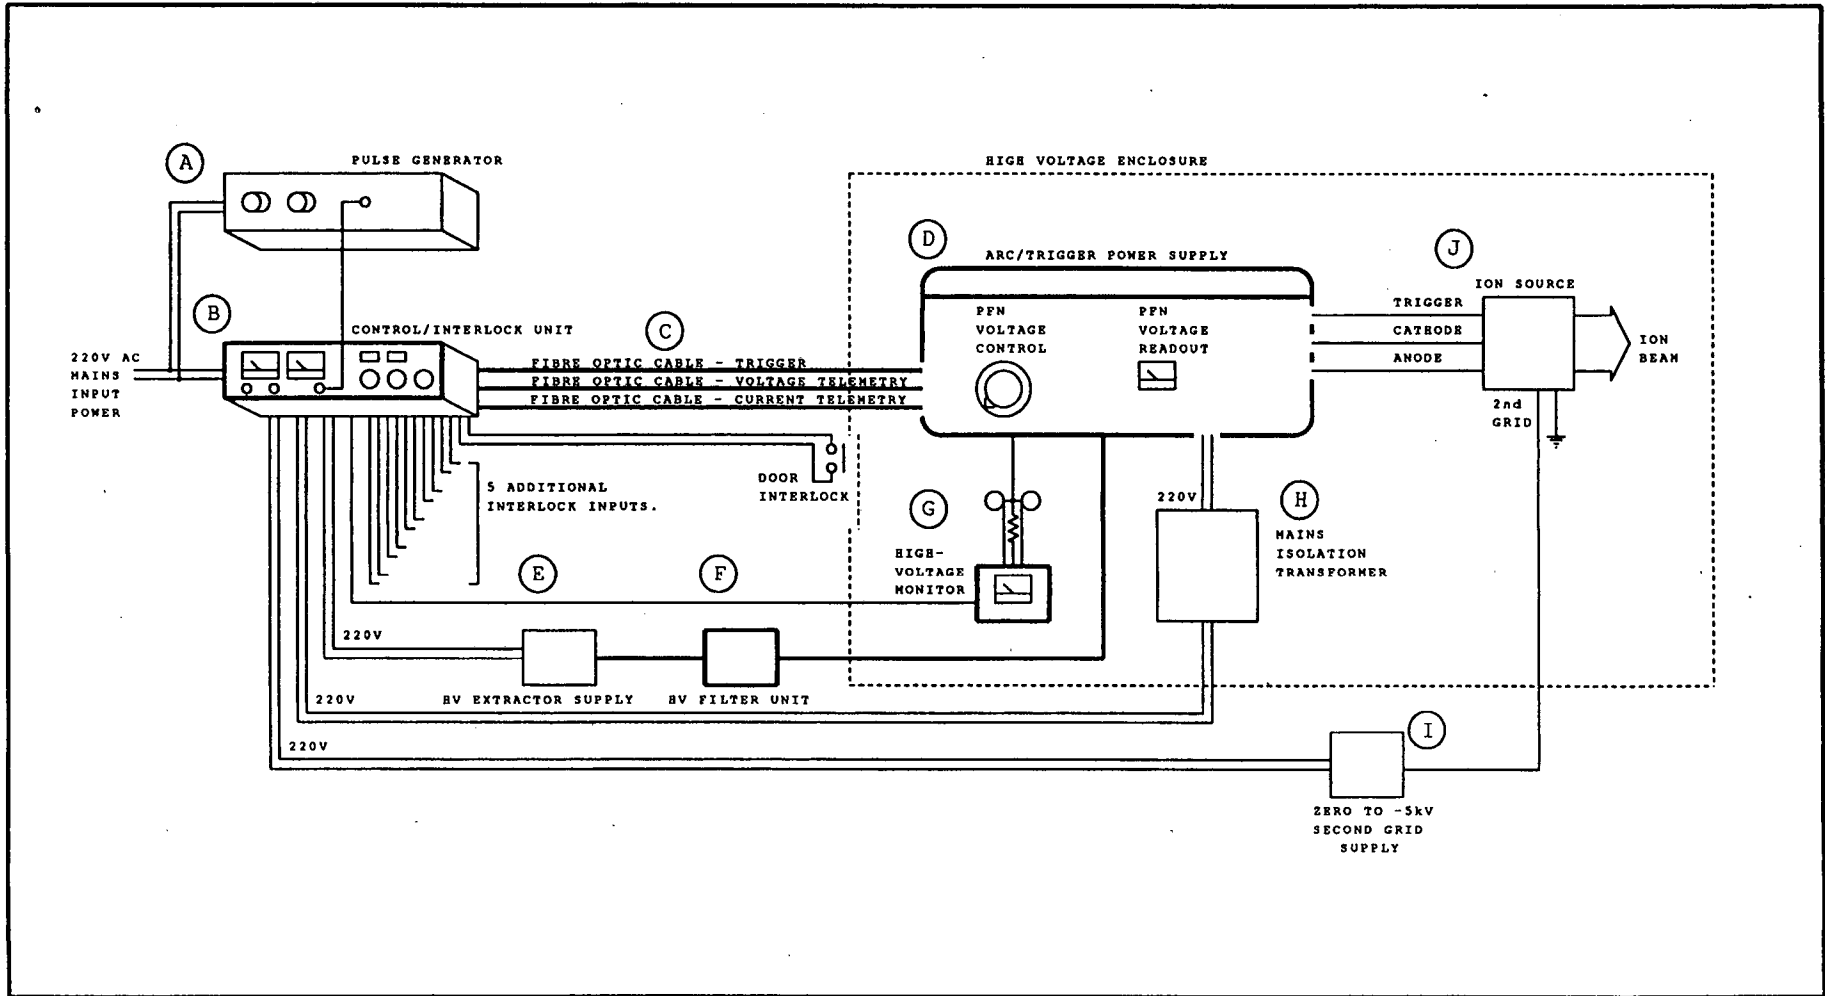 A
PULSE GENERATOR
HIGH VOLTAGE ENCLOSURE
D
ARC/TRIGGER POWER SUPPLY
J
ION SOURCE
B
CONTROL/INTERLOCK UNIT
C
PFN
VOLTAGE
CONTROL
PFN
VOLTAGE
READOUT
TRIGGER
CATHODE
ANODE
ION
BEAM
220V AC
MAINS
INPUT
POWER
FIBRE OPTIC CABLE - TRIGGER
FIBRE OPTIC CABLE - VOLTAGE TELEMETRY
FIBRE OPTIC CABLE - CURRENT TELEMETRY
2nd
GRID
DOOR
INTERLOCK
5 ADDITIONAL
INTERLOCK INPUTS.
G
HIGH-
VOLTAGE
MONITOR
220V
H
MAINS
ISOLATION
TRANSFORMER
E
F
220V
HV EXTRACTOR SUPPLY
HV FILTER UNIT
220V
220V
I
ZERO TO -5kV
SECOND GRID
SUPPLY